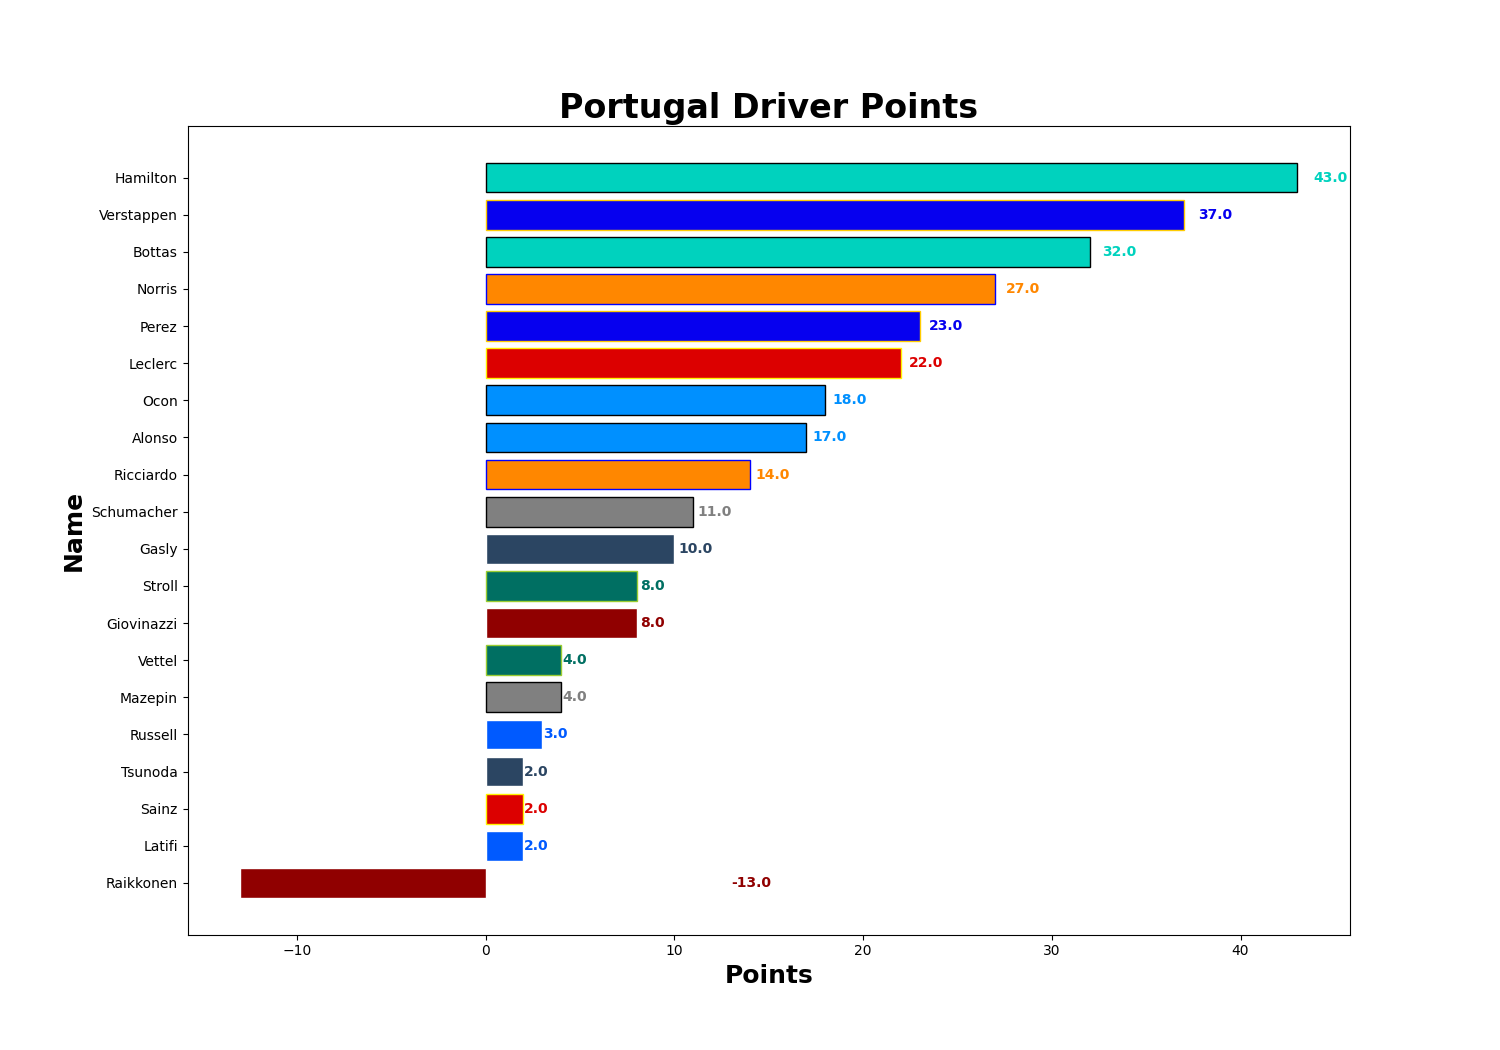 Portugal Driver Points
Hamilton 43.0
Verstappen 37.0
Bottas 32.0
Norris 27.0
Perez 23.0
Leclerc 22.0
Ocon 18.0
Alonso 17.0
Ricciardo 14.0
Schumacher 11.0
Gasly 10.0
Stroll 8.0
Giovinazzi 8.0
Vettel 4.0
Mazepin 4.0
Russell 3.0
Tsunoda 2.0
Sainz 2.0
Latifi 2.0
Raikkonen -13.0
Name
−10 0 10 20 30 40
Points